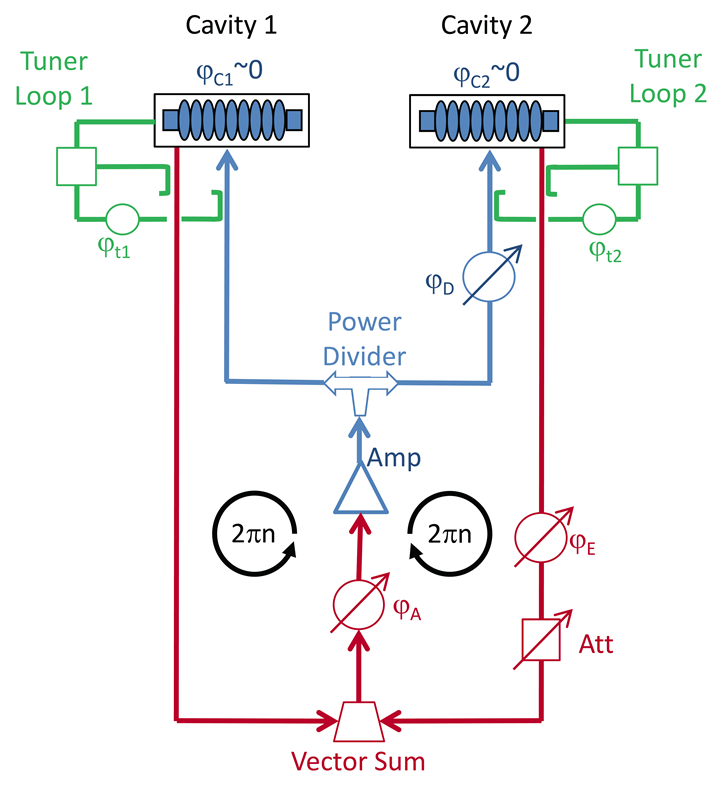 Cavity 1
Cavity 2
Tuner
Loop 1
φC1~0
φC2~0
Tuner
Loop 2
φt1
φt2
φD
Power
Divider
Amp
2πn
2πn
φE
φA
Att
Vector Sum